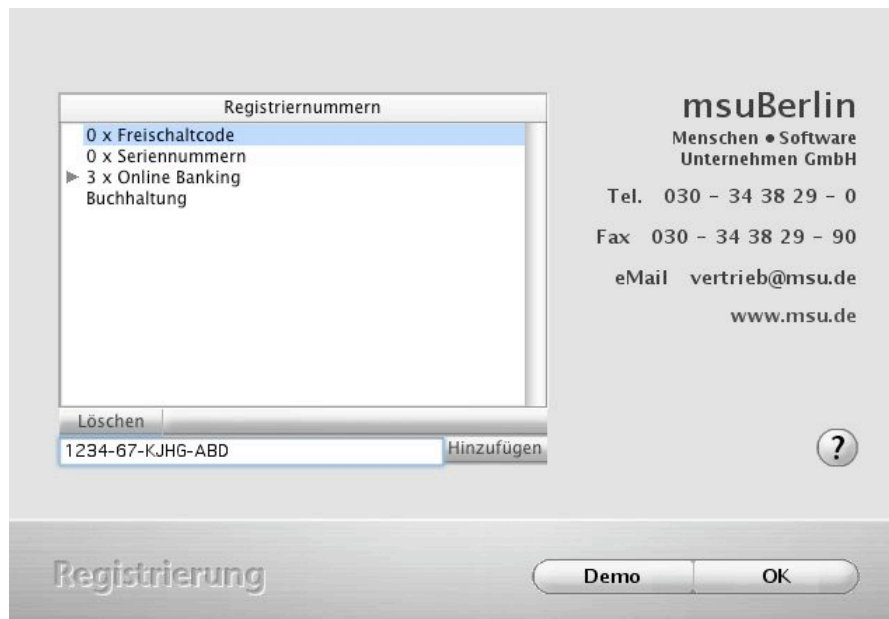 Registriernummern
0 x Freischaltcode
0 x Seriennummern
3 x Online Banking
Buchhaltung
Löschen
1234-67-KJHG-ABD
Hinzufügen
msuBerlin
Menschen • Software
Unternehmen GmbH
Tel. 030 - 34 38 29 - 0
Fax 030 - 34 38 29 - 90
eMail vertrieb@msu.de
www.msu.de
?
Registrierung
Demo
OK